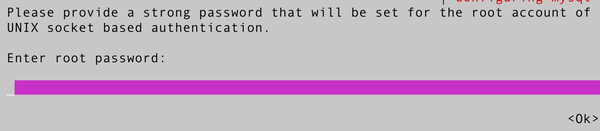 Configuring mysql
Please provide a strong password that will be set for the root account of
UNIX socket based authentication.
Enter root password:
<Ok>